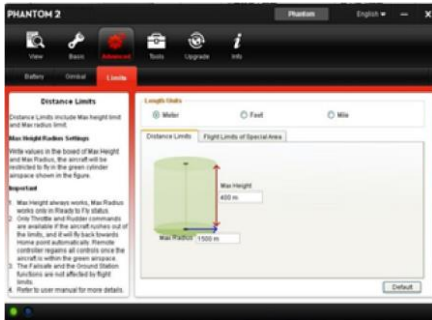 PHANTOM 2
Phantom
English
View
Basic
Advanced
Tools
Upgrade
Info
Battery
Gimbal
Limits
Distance Limits
Distance Limits include Max height limit
and Max radius limit.
Max Height Radius Settings
Write values in the boxed of Max Height
and Max Radius, the aircraft will be
restricted to fly in the green cylinder
airspace shown of the figure.
Important
1. Max Height always works, Max Radius
works only in Ready to Fly status.
2. Only Throttle and Rudder commands
are available if the aircraft rushes out of
the limits, and it will fly back towards
Home point automatically. Remote
controller regains all controls once the
aircraft is within the green airspace.
3. The Failsafe and the Ground Station
functions are not affected by flight
limits.
4. Refer to user manual for more details.
Length Units
Meter
Foot
Mile
Distance Limits
Flight Limits of Special Area
Max Height
400 m
Max Radius 1500 m
Default